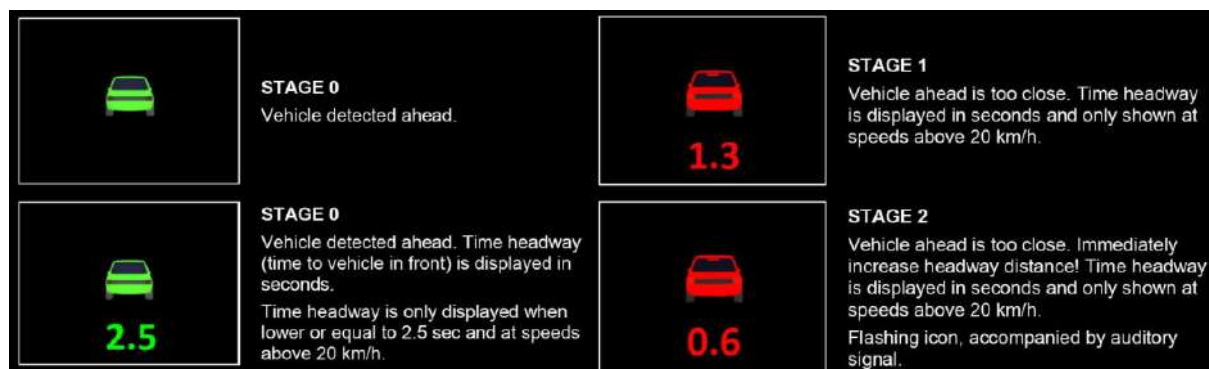 STAGE 0
Vehicle detected ahead.
STAGE 1
Vehicle ahead is too close. Time headway
is displayed in seconds and only shown at
speeds above 20 km/h.
1.3
STAGE 0
Vehicle detected ahead. Time headway
(time to vehicle in front) is displayed in
seconds.
Time headway is only displayed when
lower or equal to 2.5 sec and at speeds
above 20 km/h.
2.5
STAGE 2
Vehicle ahead is too close. Immediately
increase headway distance! Time headway
is displayed in seconds and only shown at
speeds above 20 km/h.
Flashing icon, accompanied by auditory
signal.
0.6